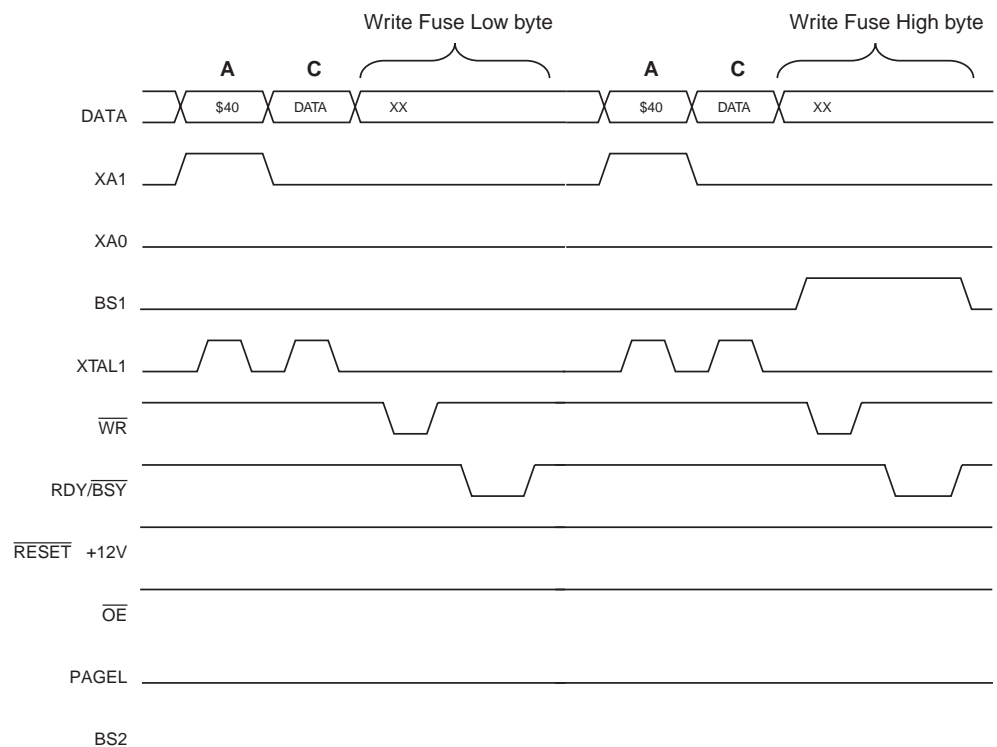 Write Fuse Low byte Write Fuse High byte
A C A C
DATA $40 DATA XX $40 DATA XX
XA1
XA0
BS1
XTAL1
WR
RDY/BSY
RESET +12V
OE
PAGEL
BS2